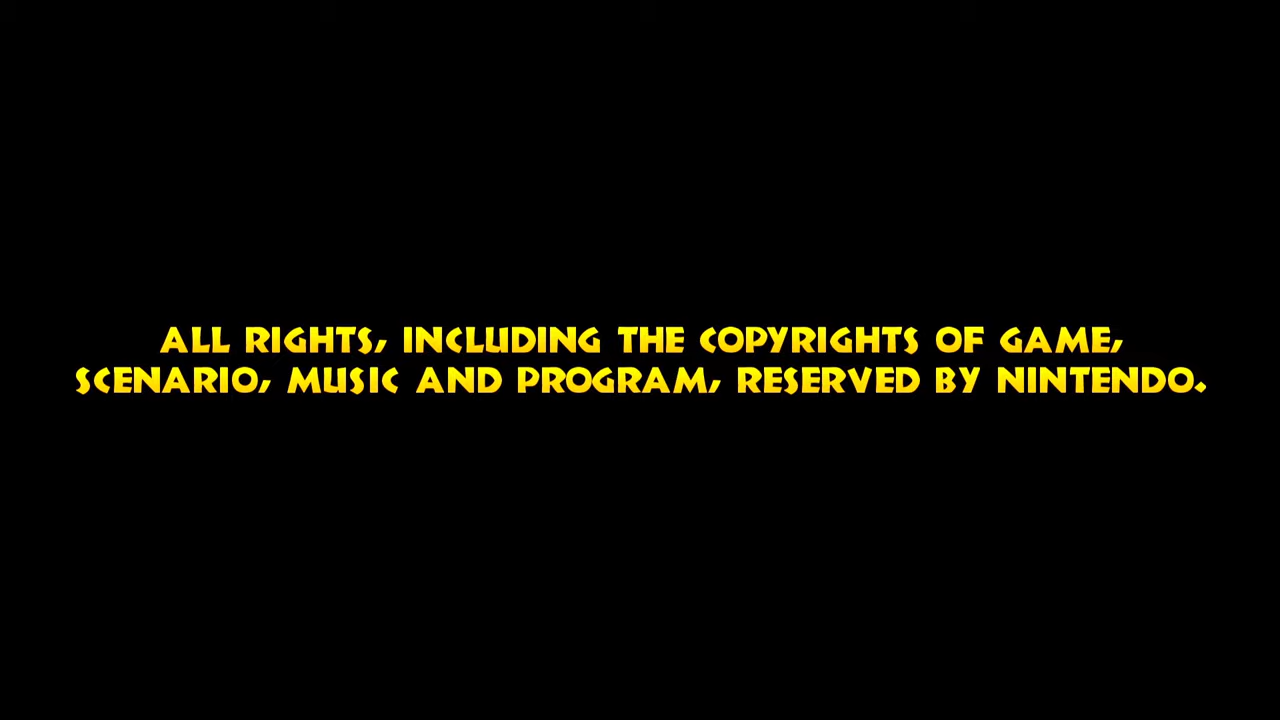 ALL RIGHTS, INCLUDING THE COPYRIGHTS OF GAME,
SCENARIO, MUSIC AND PROGRAM, RESERVED BY NINTENDO.